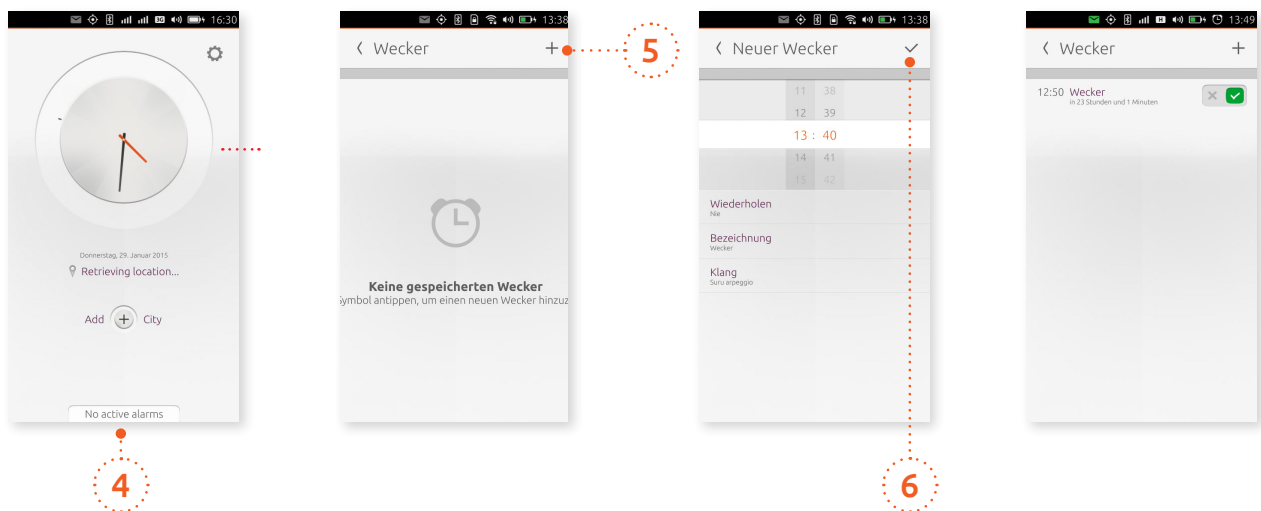 16:30
Donnerstag, 29. Januar 2015
Retrieving location...
Add + City
No active alarms
4
13:38
Wecker
Keine gespeicherten Wecker
Symbol antippen, um einen neuen Wecker hinzuz
5
13:38
Neuer Wecker
11 38
12 39
13 : 40
14 41
15 42
Wiederholen
Nie
Bezeichnung
Wecker
Klang
Suru arpeggio
6
13:49
Wecker
12:50 Wecker
in 23 Stunden und 1 Minuten